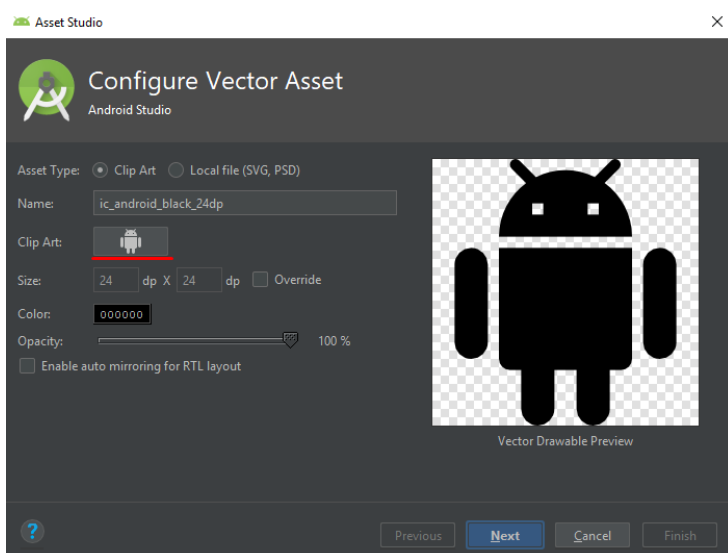 Asset Studio
Configure Vector Asset
Android Studio
Asset Type: Clip Art Local file (SVG, PSD)
Name: ic_android_black_24dp
Clip Art:
Size: 24 dp X 24 dp Override
Color: 000000
Opacity: 100 %
Enable auto mirroring for RTL layout
Vector Drawable Preview
? Previous Next Cancel Finish